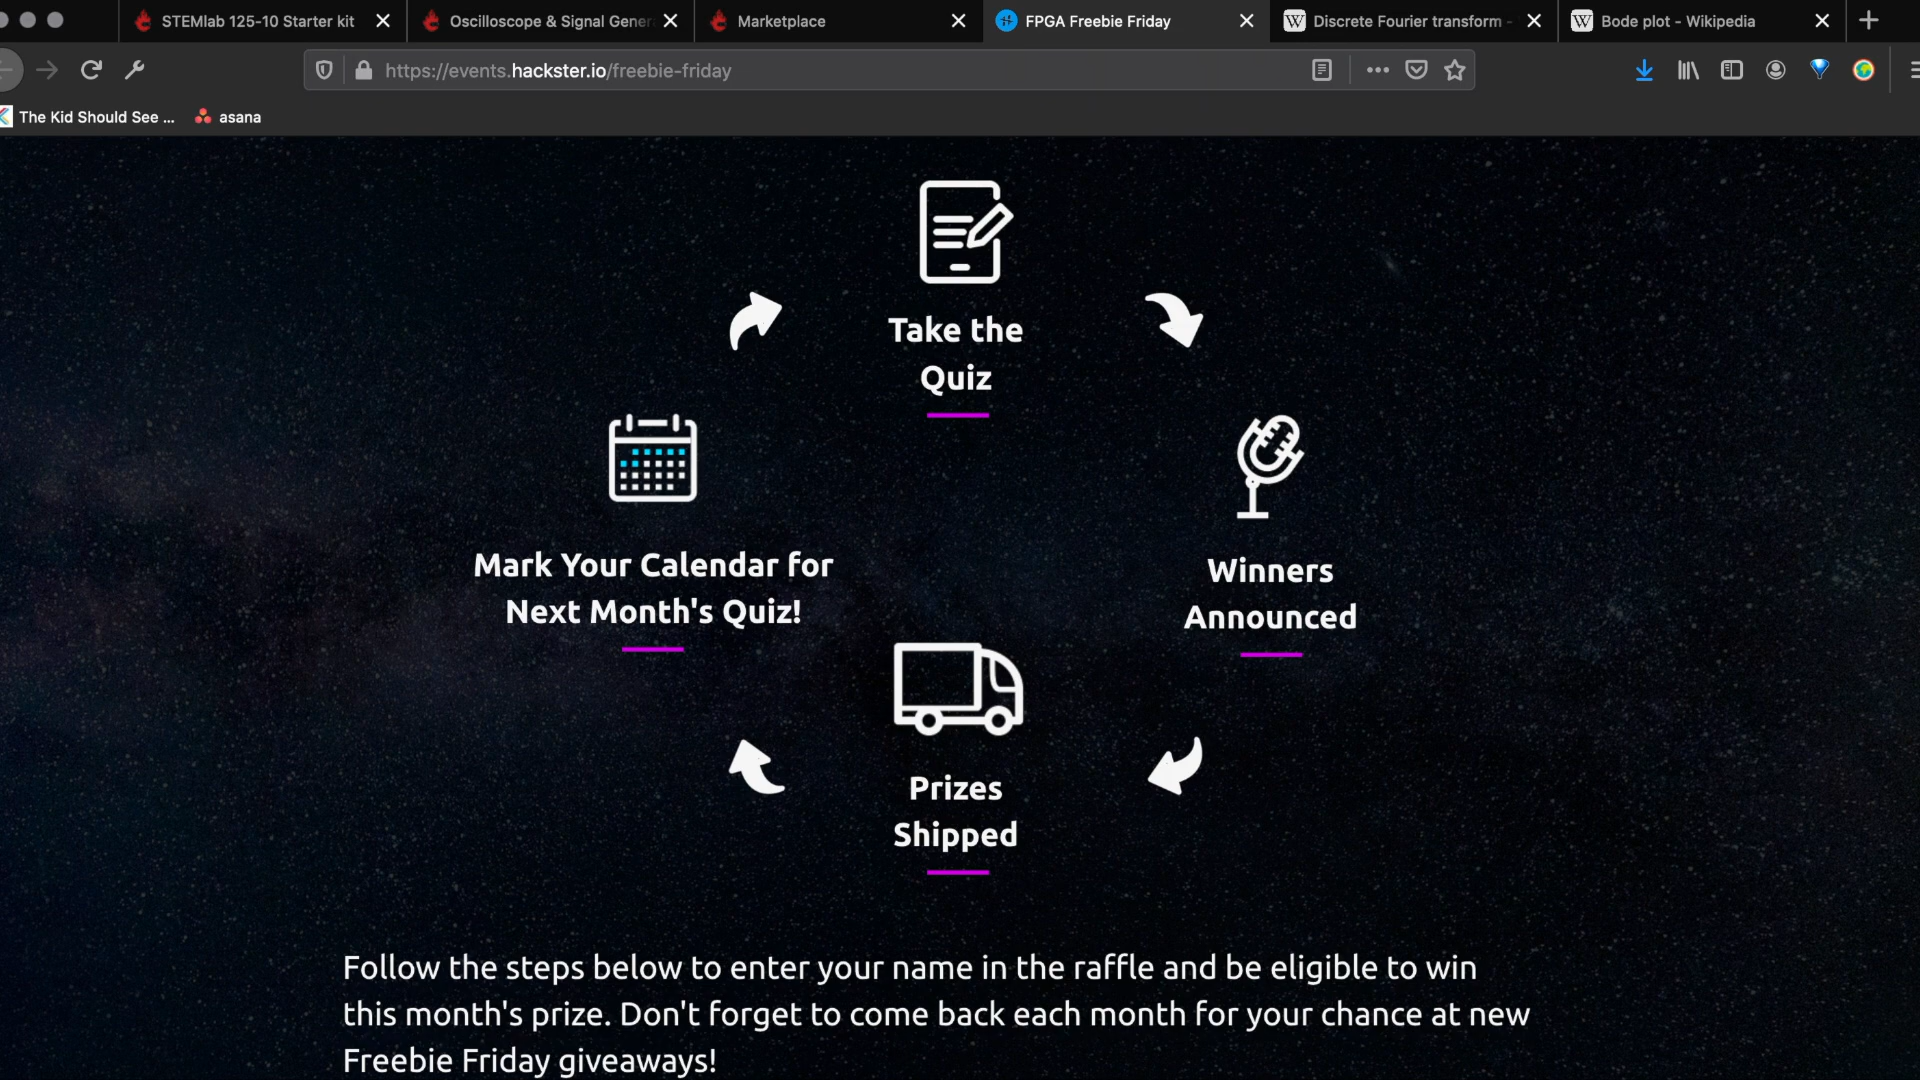 STEMlab 125-10 Starter kit
Oscilloscope & Signal Gener
Marketplace
FPGA Freebie Friday
Discrete Fourier transform -
Bode plot - Wikipedia
https://events.hackster.io/freebie-friday
The Kid Should See ...
asana
Take the
Quiz
Mark Your Calendar for
Next Month's Quiz!
Winners
Announced
Prizes
Shipped
Follow the steps below to enter your name in the raffle and be eligible to win
this month's prize. Don't forget to come back each month for your chance at new
Freebie Friday giveaways!